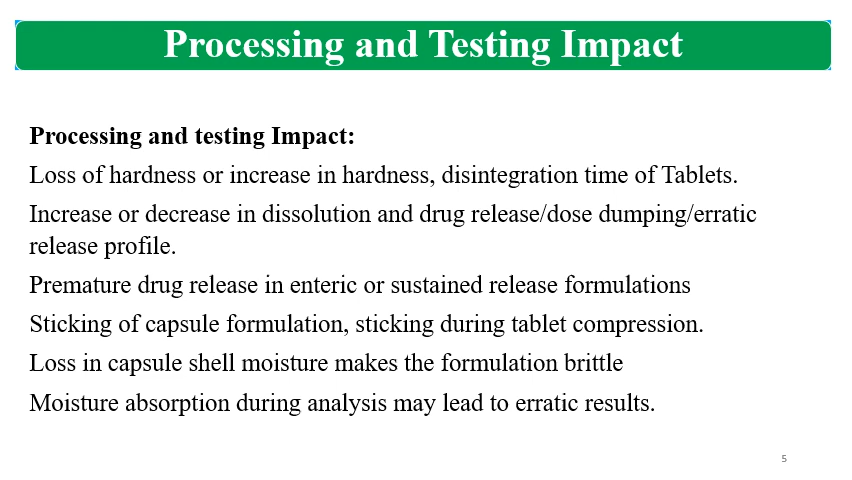 Processing and Testing Impact
Processing and testing Impact:
Loss of hardness or increase in hardness, disintegration time of Tablets.
Increase or decrease in dissolution and drug release/dose dumping/erratic
release profile.
Premature drug release in enteric or sustained release formulations
Sticking of capsule formulation, sticking during tablet compression.
Loss in capsule shell moisture makes the formulation brittle
Moisture absorption during analysis may lead to erratic results.
5